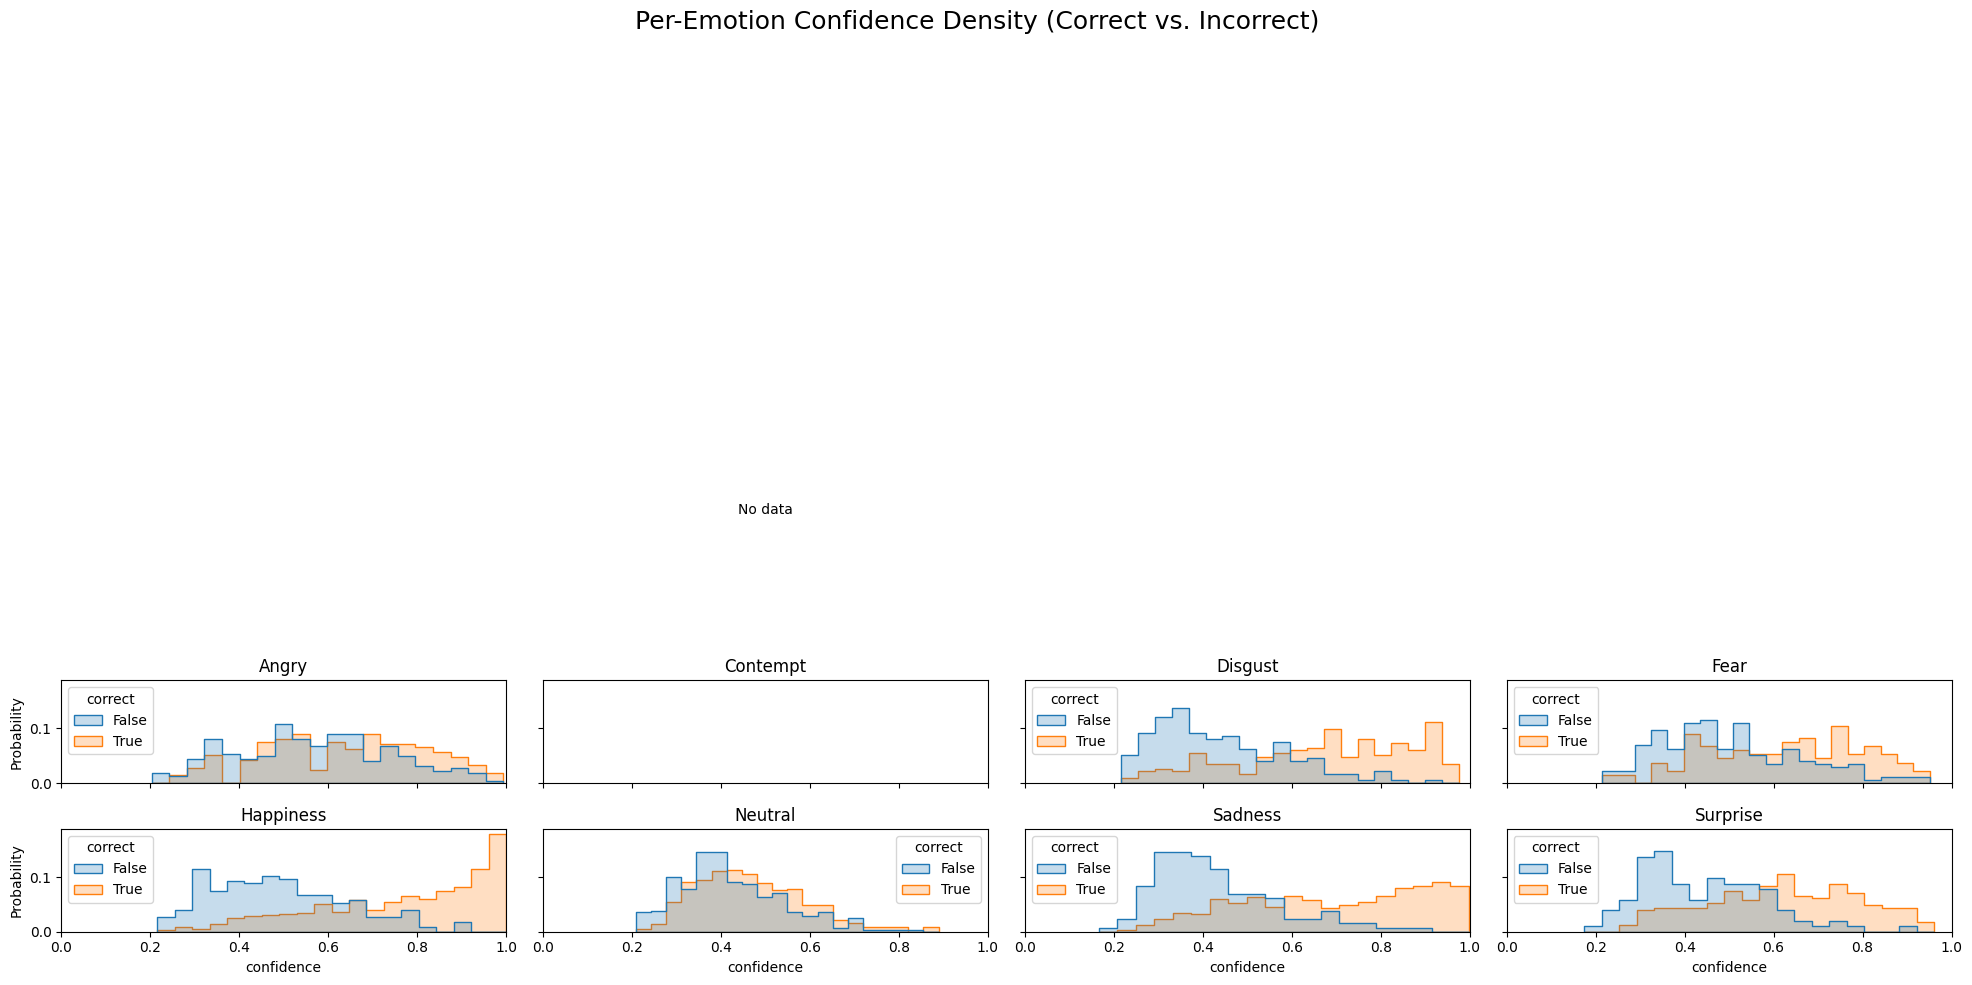 Per-Emotion Confidence Density (Correct vs. Incorrect)
No data
Angry
Contempt
Disgust
Fear
Probability
0.1
0.0
correct
False
True
correct
False
True
correct
False
True
Happiness
Neutral
Sadness
Surprise
Probability
0.1
0.0
correct
False
True
correct
False
True
correct
False
True
correct
False
True
0.0 0.2 0.4 0.6 0.8 1.0
0.0 0.2 0.4 0.6 0.8 1.0
0.0 0.2 0.4 0.6 0.8 1.0
0.0 0.2 0.4 0.6 0.8 1.0
confidence
confidence
confidence
confidence